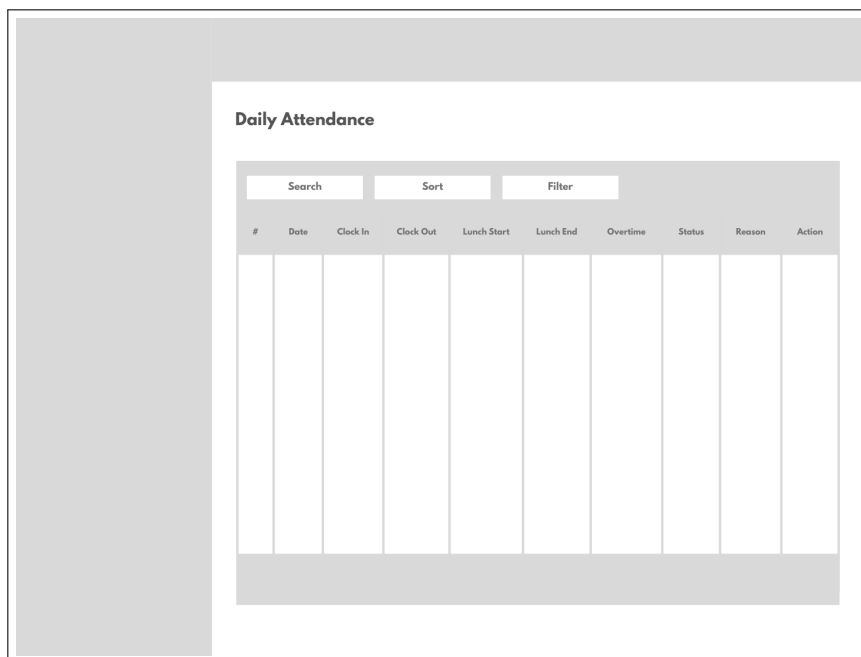 Daily Attendance
Search Sort Filter
# Date Clock In Clock Out Lunch Start Lunch End Overtime Status Reason Action